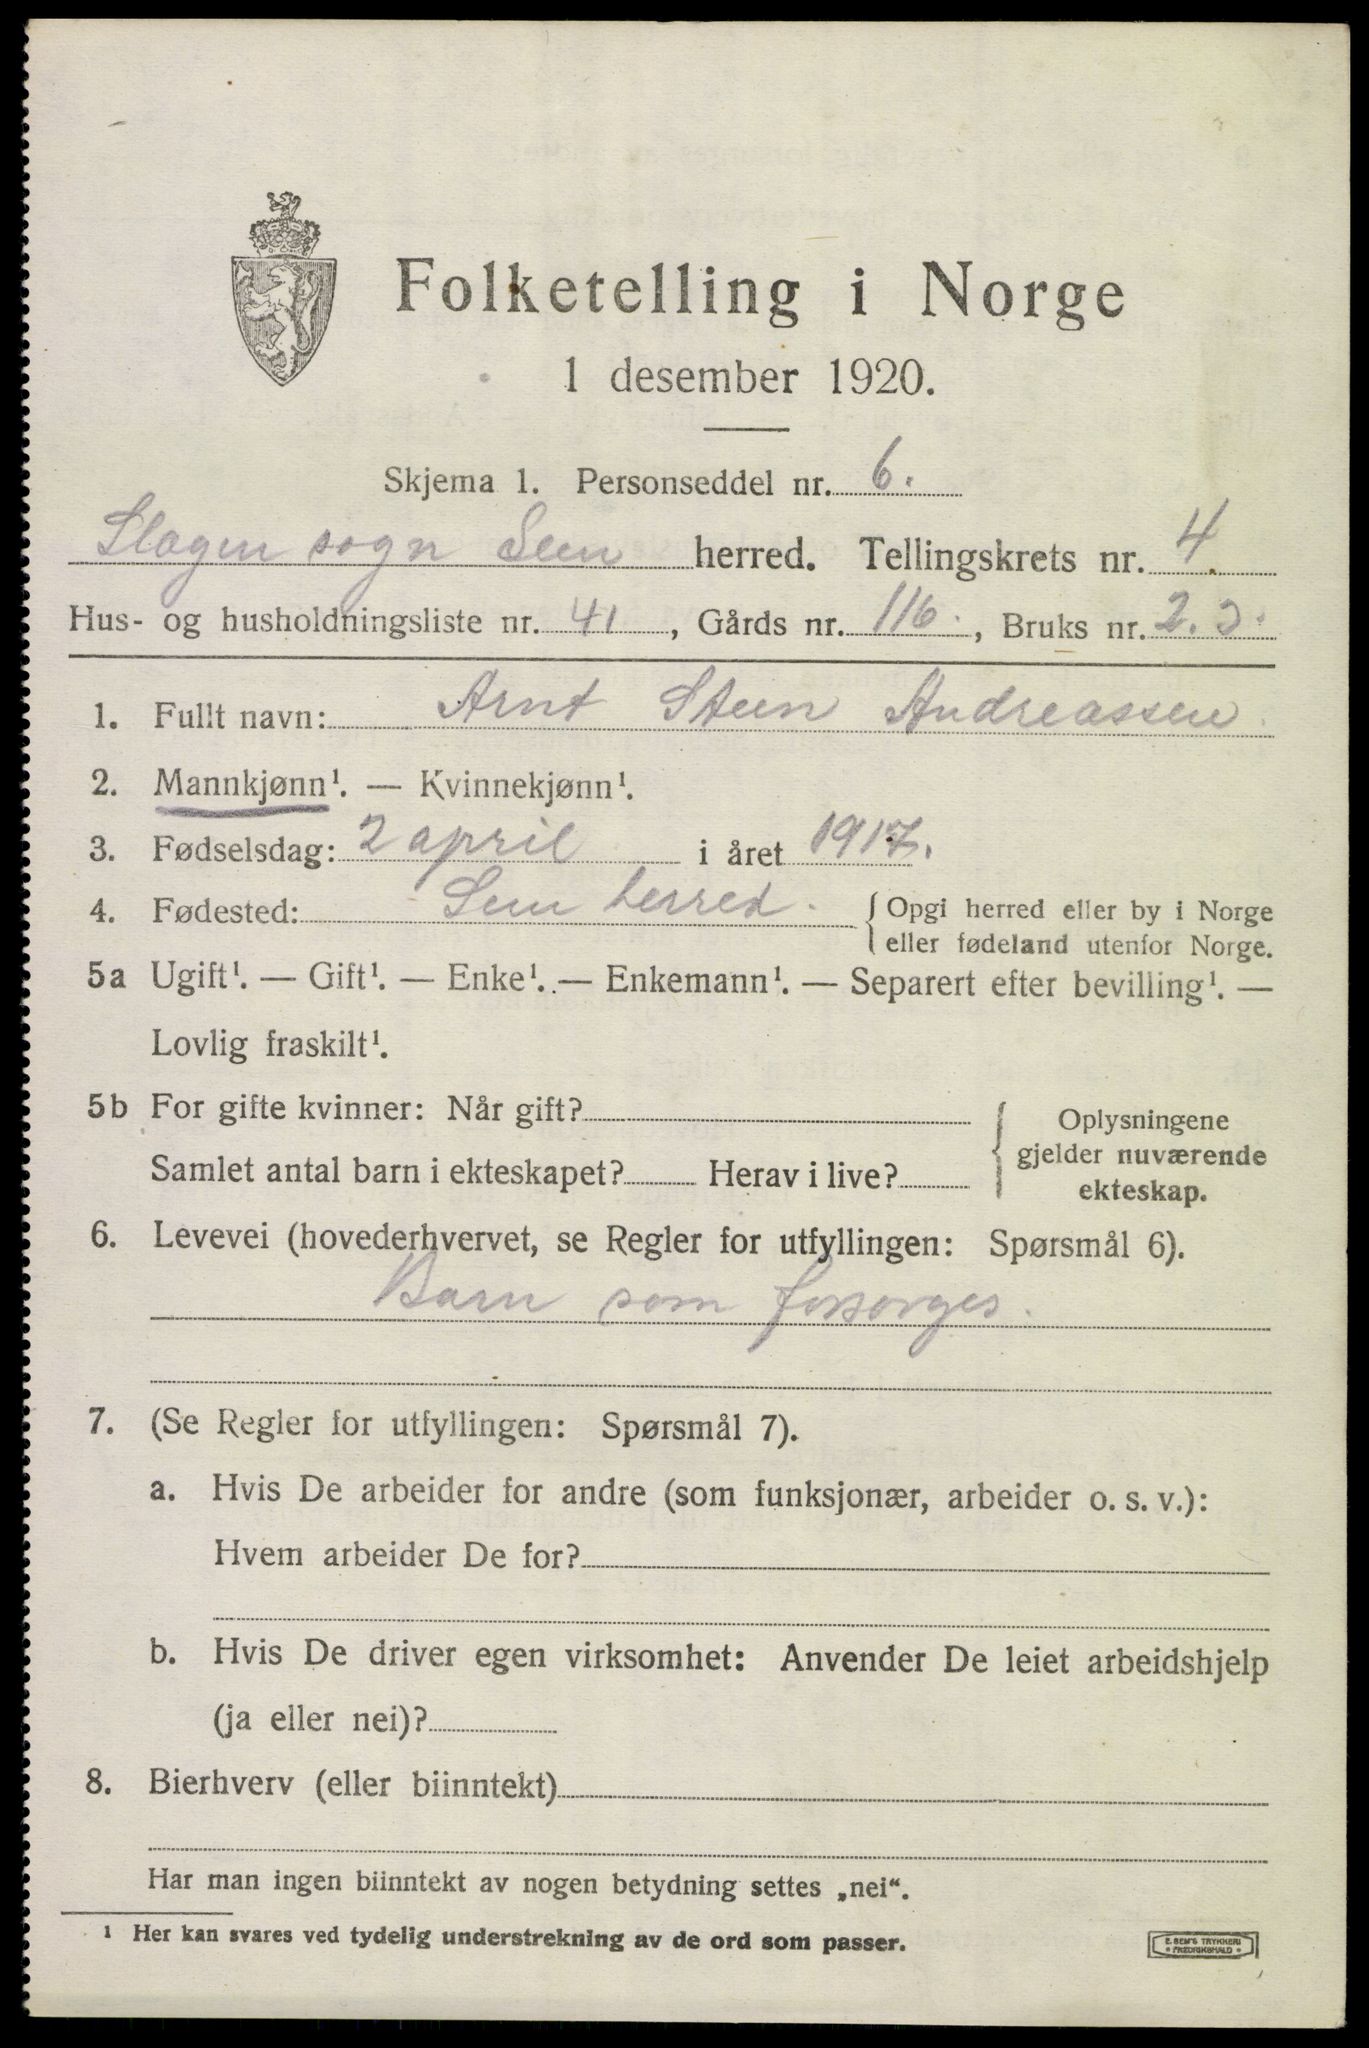 Folketelling i Norge
1 desember 1920.
Skjema 1. Personseddel nr. 6.
Slagen sogn Sem herred. Tellingskrets nr. 4.
Hus- og husholdningsliste nr. 41, Gårds nr. 116., Bruks nr. 2.3.
1. Fullt navn: Arnt Steen Andreassen.
2. Mannkjønn¹. — Kvinnekjønn¹.
3. Fødselsdag: 2 april i året 1917.
4. Fødested: Sem herred. { Opgi herred eller by i Norge
eller fødeland utenfor Norge.
5a Ugift¹. — Gift¹. — Enke¹. — Enkemann¹. — Separert efter bevilling¹. —
Lovlig fraskilt¹.
5b For gifte kvinner: Når gift?
Samlet antal barn i ekteskapet? Herav i live?
{ Oplysningene
gjelder nuværende
ekteskap.
6. Levevei (hovederhvervet, se Regler for utfyllingen: Spørsmål 6).
Barn som forsorges.
7. (Se Regler for utfyllingen: Spørsmål 7).
a. Hvis De arbeider for andre (som funksjonær, arbeider o. s. v.):
Hvem arbeider De for?
b. Hvis De driver egen virksomhet: Anvender De leiet arbeidshjelp
(ja eller nei)?
8. Bierhverv (eller biinntekt)
Har man ingen biinntekt av nogen betydning settes „nei“.
¹ Her kan svares ved tydelig understrekning av de ord som passer.
E. SEM'S TRYKKERI
* FREDRIKSHALD *